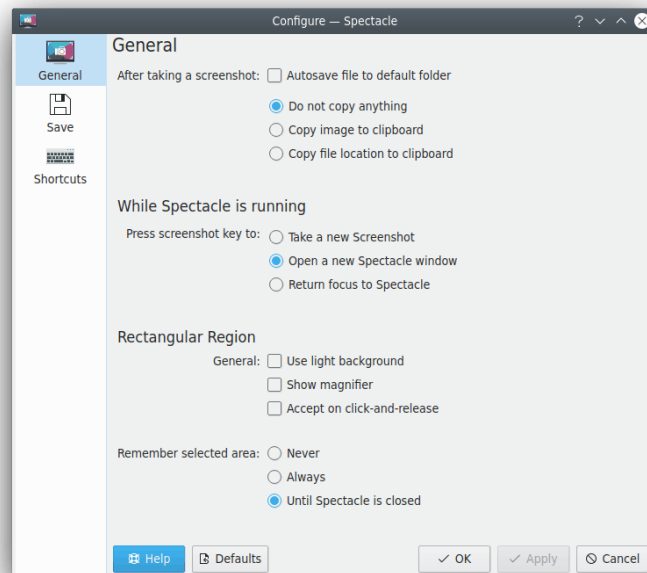 Configure — Spectacle
General
General
After taking a screenshot: Autosave file to default folder
Do not copy anything
Copy image to clipboard
Copy file location to clipboard
Save
Shortcuts
While Spectacle is running
Press screenshot key to: Take a new Screenshot
Open a new Spectacle window
Return focus to Spectacle
Rectangular Region
General: Use light background
Show magnifier
Accept on click-and-release
Remember selected area: Never
Always
Until Spectacle is closed
Help Defaults OK Apply Cancel